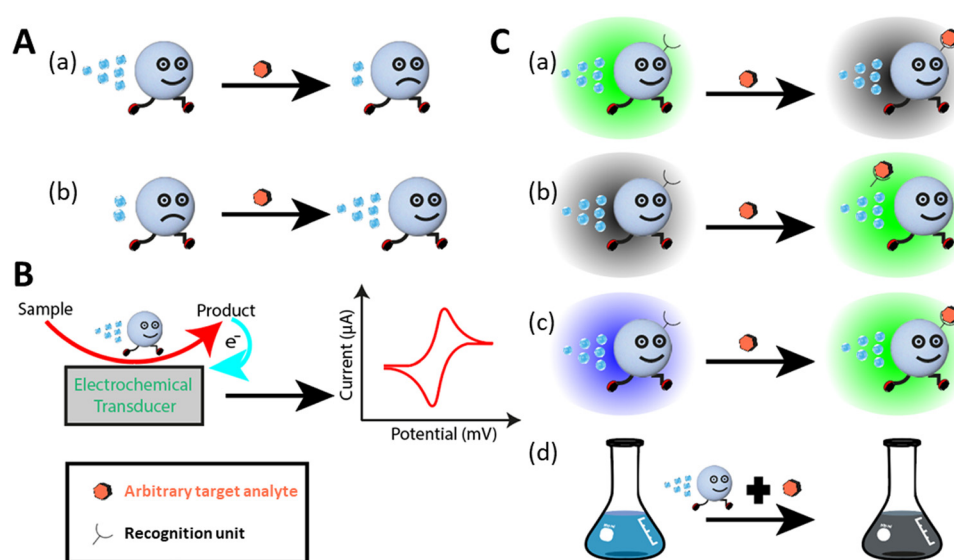 A
(a)
(b)
B
Sample
Product
e-
Electrochemical
Transducer
Current (µA)
Potential (mV)
Arbitrary target analyte
Recognition unit
C
(a)
(b)
(c)
(d)